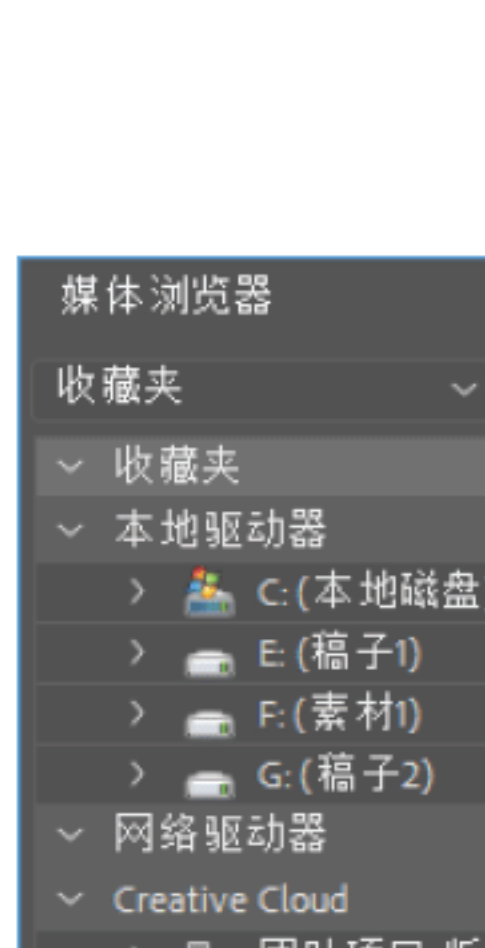 媒体浏览器
收藏夹
收藏夹
本地驱动器
C: (本地磁盘
E: (稿子1)
F: (素材1)
G: (稿子2)
网络驱动器
Creative Cloud